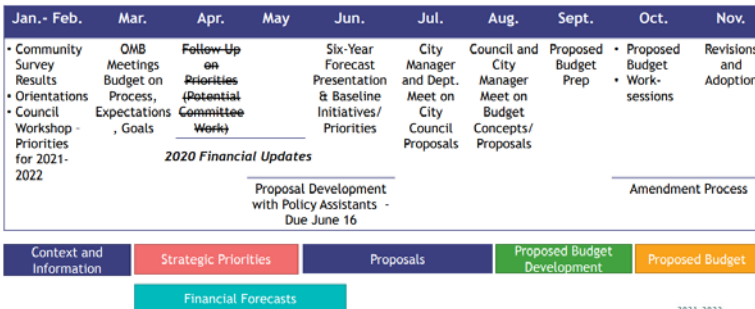 Jan.- Feb.
Mar.
Apr.
May
Jun.
Jul.
Aug.
Sept.
Oct.
Nov.
• Community
Survey
Results
• Orientations
• Council
Workshop –
Priorities
for 2021-
2022
OMB
Meetings
Budget on
Process,
Expectations
, Goals
Follow Up
on
Priorities
(Potential
Committee
Work)
Six-Year
Forecast
Presentation
& Baseline
Initiatives/
Priorities
City
Manager
and Dept.
Meet on
City
Council
Proposals
Council and
City
Manager
Meet on
Budget
Concepts/
Proposals
Proposed
Budget
Prep
• Proposed
Budget
• Work-
sessions
Revisions
and
Adoption
2020 Financial Updates
Proposal Development
with Policy Assistants -
Due June 16
Amendment Process
Context and
Information
Strategic Priorities
Proposals
Proposed Budget
Development
Proposed Budget
Financial Forecasts